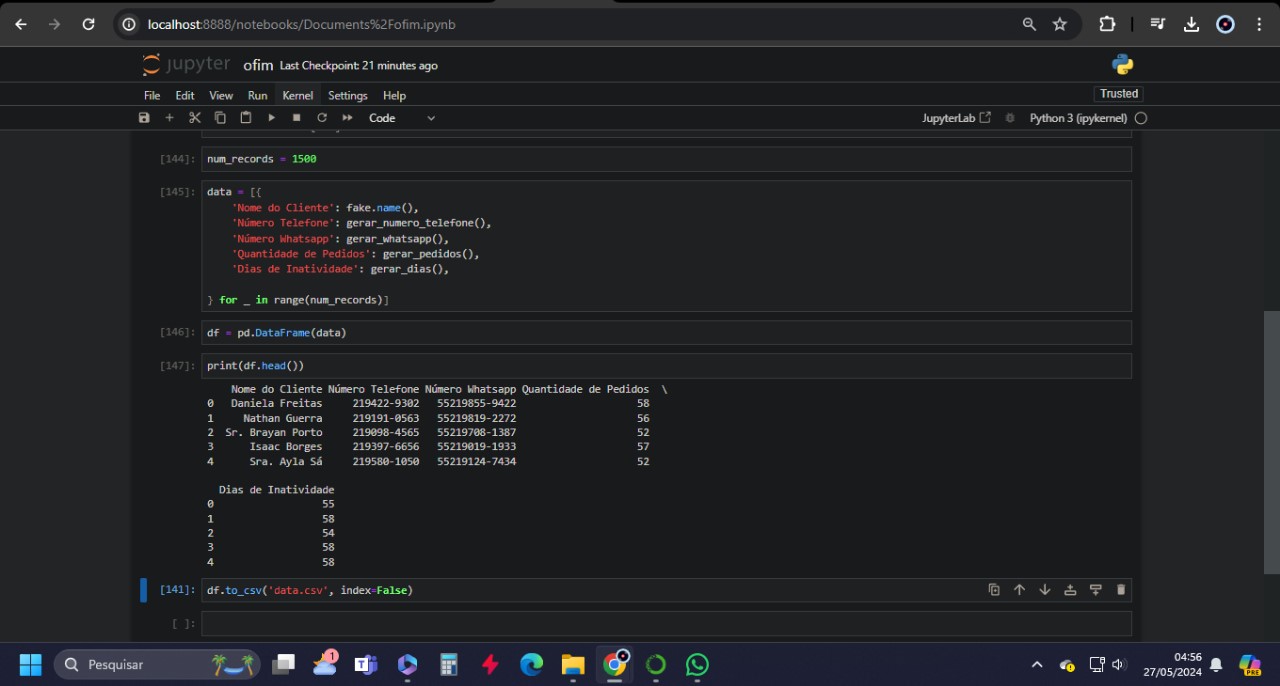 localhost:8888/notebooks/Documents%2Fofim.ipynb
jupyter ofim Last Checkpoint: 21 minutes ago
File Edit View Run Kernel Settings Help
Trusted
Code
JupyterLab
Python 3 (ipykernel)
[144]: num_records = 1500
[145]: data = [{
'Nome do Cliente': fake.name(),
'Número Telefone': gerar_numero_telefone(),
'Número Whatsapp': gerar_whatsapp(),
'Quantidade de Pedidos': gerar_pedidos(),
'Dias de Inatividade': gerar_dias(),
} for _ in range(num_records)]
[146]: df = pd.DataFrame(data)
[147]: print(df.head())
Nome do Cliente Número Telefone Número Whatsapp Quantidade de Pedidos \
0 Daniela Freitas 219422-9302 55219855-9422 58
1 Nathan Guerra 219191-0563 55219819-2272 56
2 Sr. Brayan Porto 219098-4565 55219708-1387 52
3 Isaac Borges 219397-6656 55219019-1933 57
4 Sra. Ayla Sá 219580-1050 55219124-7434 52
Dias de Inatividade
0 55
1 58
2 54
3 58
4 58
[141]: df.to_csv('data.csv', index=False)
[ ]:
Pesquisar
1
04:56
27/05/2024
PRE